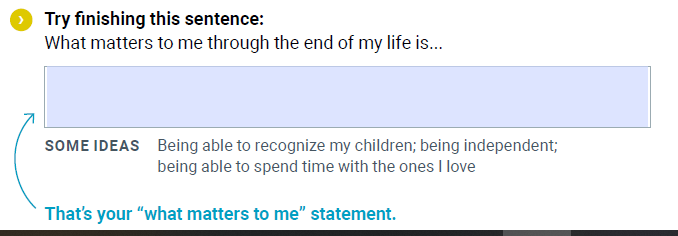 Try finishing this sentence:
What matters to me through the end of my life is...
SOME IDEAS Being able to recognize my children; being independent;
being able to spend time with the ones I love
That's your “what matters to me” statement.